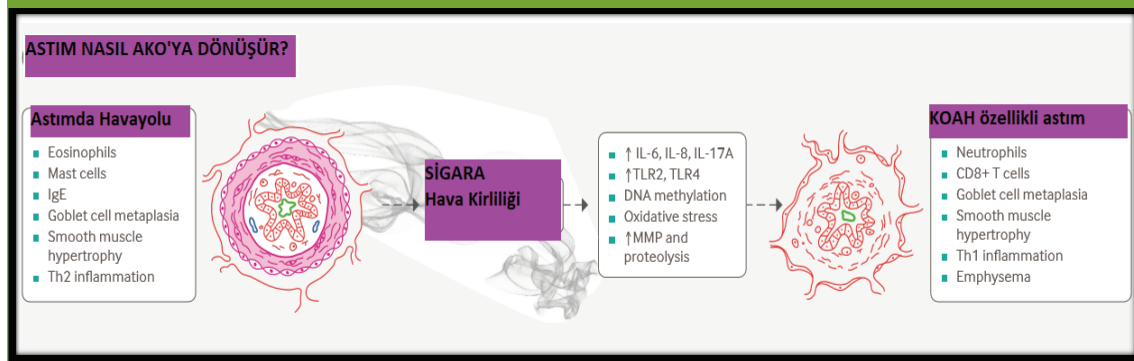 ASTIM NASIL AKO'YA DÖNÜŞÜR?
Astımda Havayolu
Eosinophils
Mast cells
IgE
Goblet cell metaplasia
Smooth muscle
hypertrophy
Th2 inflammation
SİGARA
Hava Kirliliği
↑ IL-6, IL-8, IL-17A
↑TLR2, TLR4
DNA methylation
Oxidative stress
↑MMP and
proteolysis
KOAH özellikli astım
Neutrophils
CD8+ T cells
Goblet cell metaplasia
Smooth muscle
hypertrophy
Th1 inflammation
Emphysema